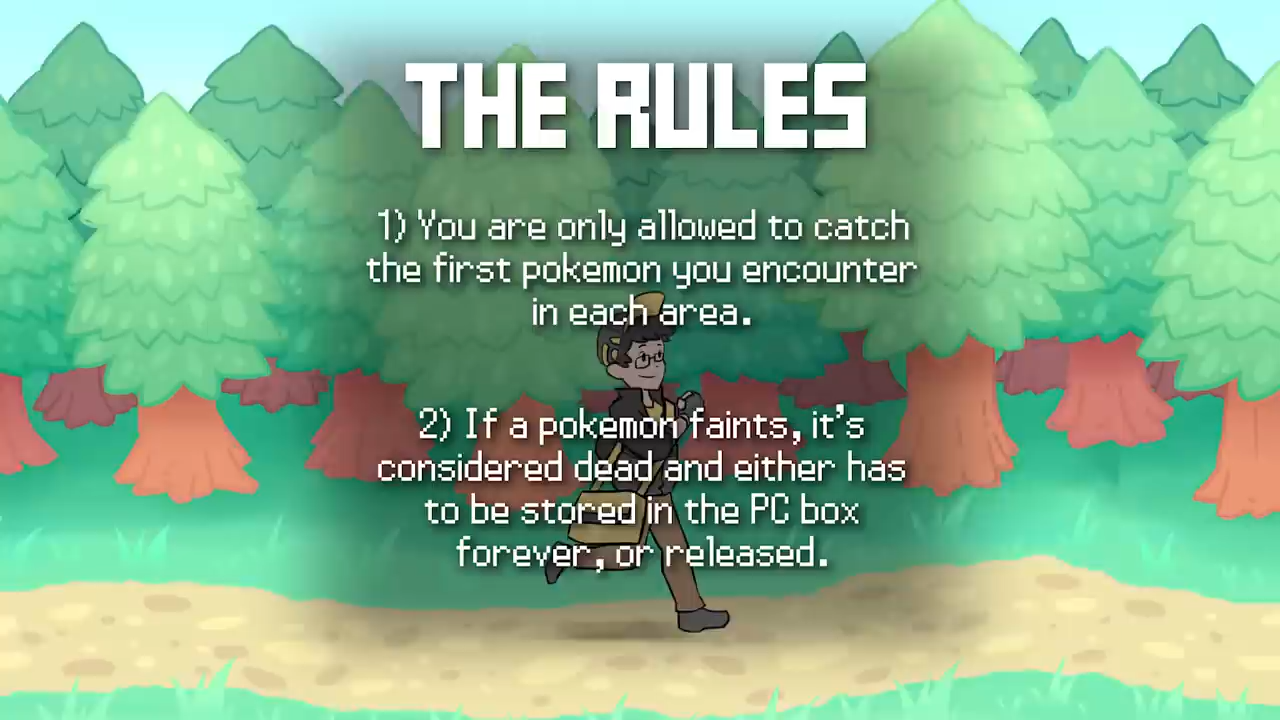 THE RULES
1) You are only allowed to catch
the first pokemon you encounter
in each area.
2) If a pokemon faints, it's
considered dead and either has
to be stored in the PC box
forever, or released.